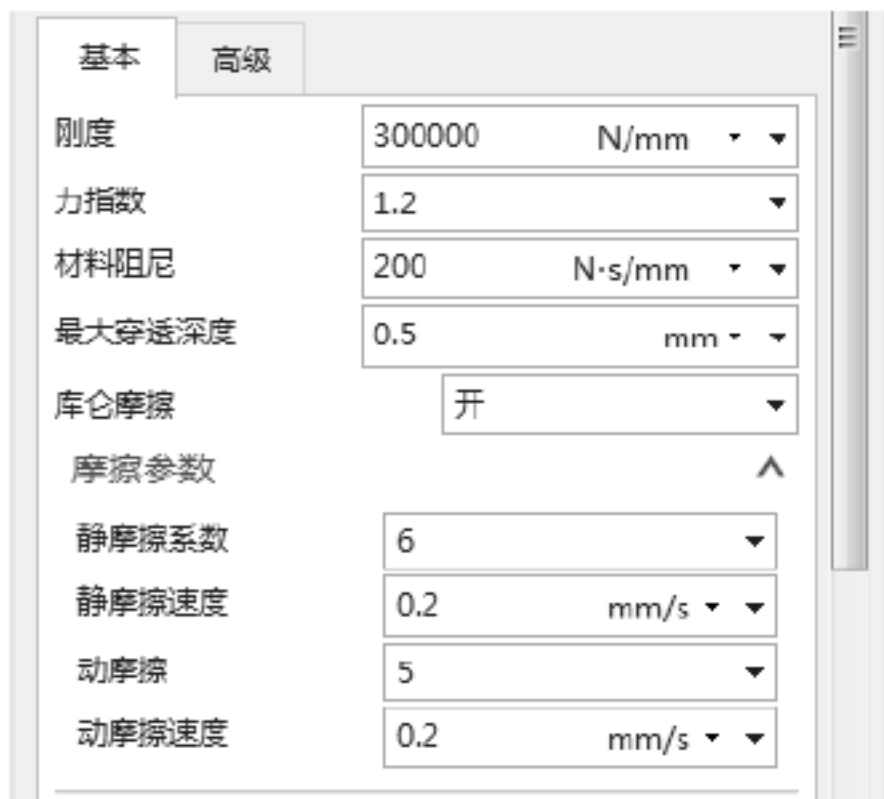 基本 高级
刚度 300000 N/mm
力指数 1.2
材料阻尼 200 N·s/mm
最大穿透深度 0.5 mm
库仑摩擦 开
摩擦参数
静摩擦系数 6
静摩擦速度 0.2 mm/s
动摩擦 5
动摩擦速度 0.2 mm/s